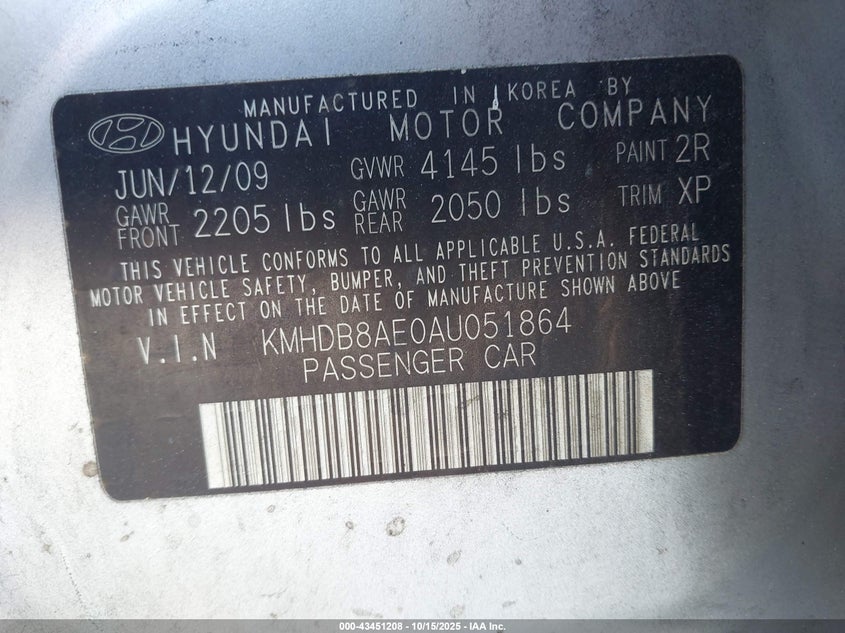 MANUFACTURED IN KOREA BY
HYUNDAI MOTOR COMPANY
JUN/12/09 GVWR 4145 lbs PAINT 2R
GAWR FRONT 2205 lbs GAWR REAR 2050 lbs TRIM XP
THIS VEHICLE CONFORMS TO ALL APPLICABLE U.S.A. FEDERAL
MOTOR VEHICLE SAFETY, BUMPER, AND THEFT PREVENTION STANDARDS
IN EFFECT ON THE DATE OF MANUFACTURE SHOWN ABOVE
V.I.N KMHDB8AE0AU051864
PASSENGER CAR
000-43451208 - 10/15/2025 - IAA Inc.